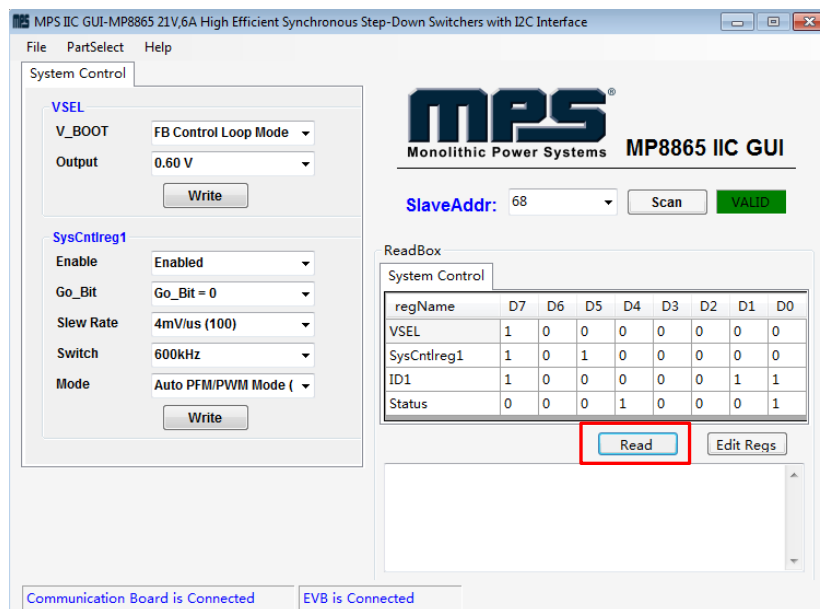 MPS IIC GUI-MP8865 21V,6A High Efficient Synchronous Step-Down Switchers with I2C Interface
File PartSelect Help
System Control
VSEL
V_BOOT FB Control Loop Mode
Output 0.60 V
Write
SysCntlreg1
Enable Enabled
Go_Bit Go_Bit = 0
Slew Rate 4mV/us (100)
Switch 600kHz
Mode Auto PFM/PWM Mode (
Write
mps®
Monolithic Power Systems MP8865 IIC GUI
SlaveAddr: 68 Scan VALID
ReadBox
System Control
regName D7 D6 D5 D4 D3 D2 D1 D0
VSEL 1 0 0 0 0 0 0 0
SysCntlreg1 1 0 1 0 0 0 0 0
ID1 1 0 0 0 0 0 1 1
Status 0 0 0 1 0 0 0 1
Read Edit Regs
Communication Board is Connected EVB is Connected